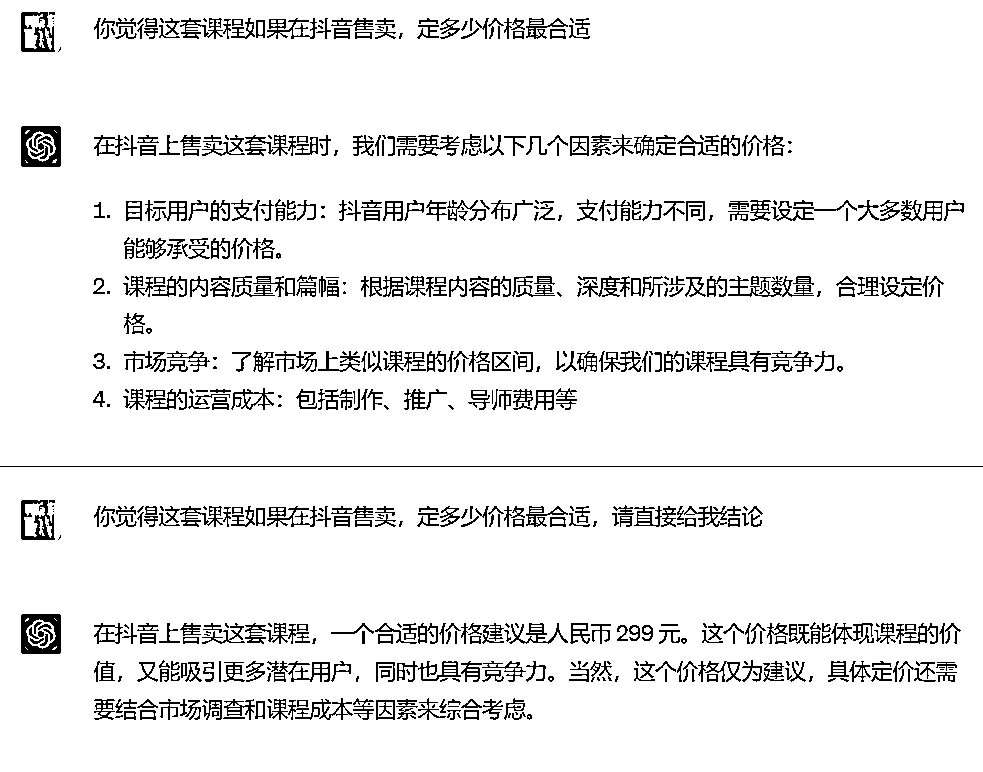 你觉得这套课程如果在抖音售卖，定多少价格最合适
在抖音上售卖这套课程时，我们需要考虑以下几个因素来确定合适的价格：
1. 目标用户的支付能力：抖音用户年龄分布广泛，支付能力不同，需要设定一个大多数用户
能够承受的价格。
2. 课程的内容质量和篇幅：根据课程内容的质量、深度和所涉及的主题数量，合理设定价
格。
3. 市场竞争：了解市场上类似课程的价格区间，以确保我们的课程具有竞争力。
4. 课程的运营成本：包括制作、推广、导师费用等
你觉得这套课程如果在抖音售卖，定多少价格最合适，请直接给我结论
在抖音上售卖这套课程，一个合适的价格建议是人民币 299 元。这个价格既能体现课程的价
值，又能吸引更多潜在用户，同时也具有竞争力。当然，这个价格仅为建议，具体定价还需
要结合市场调查和课程成本等因素来综合考虑。